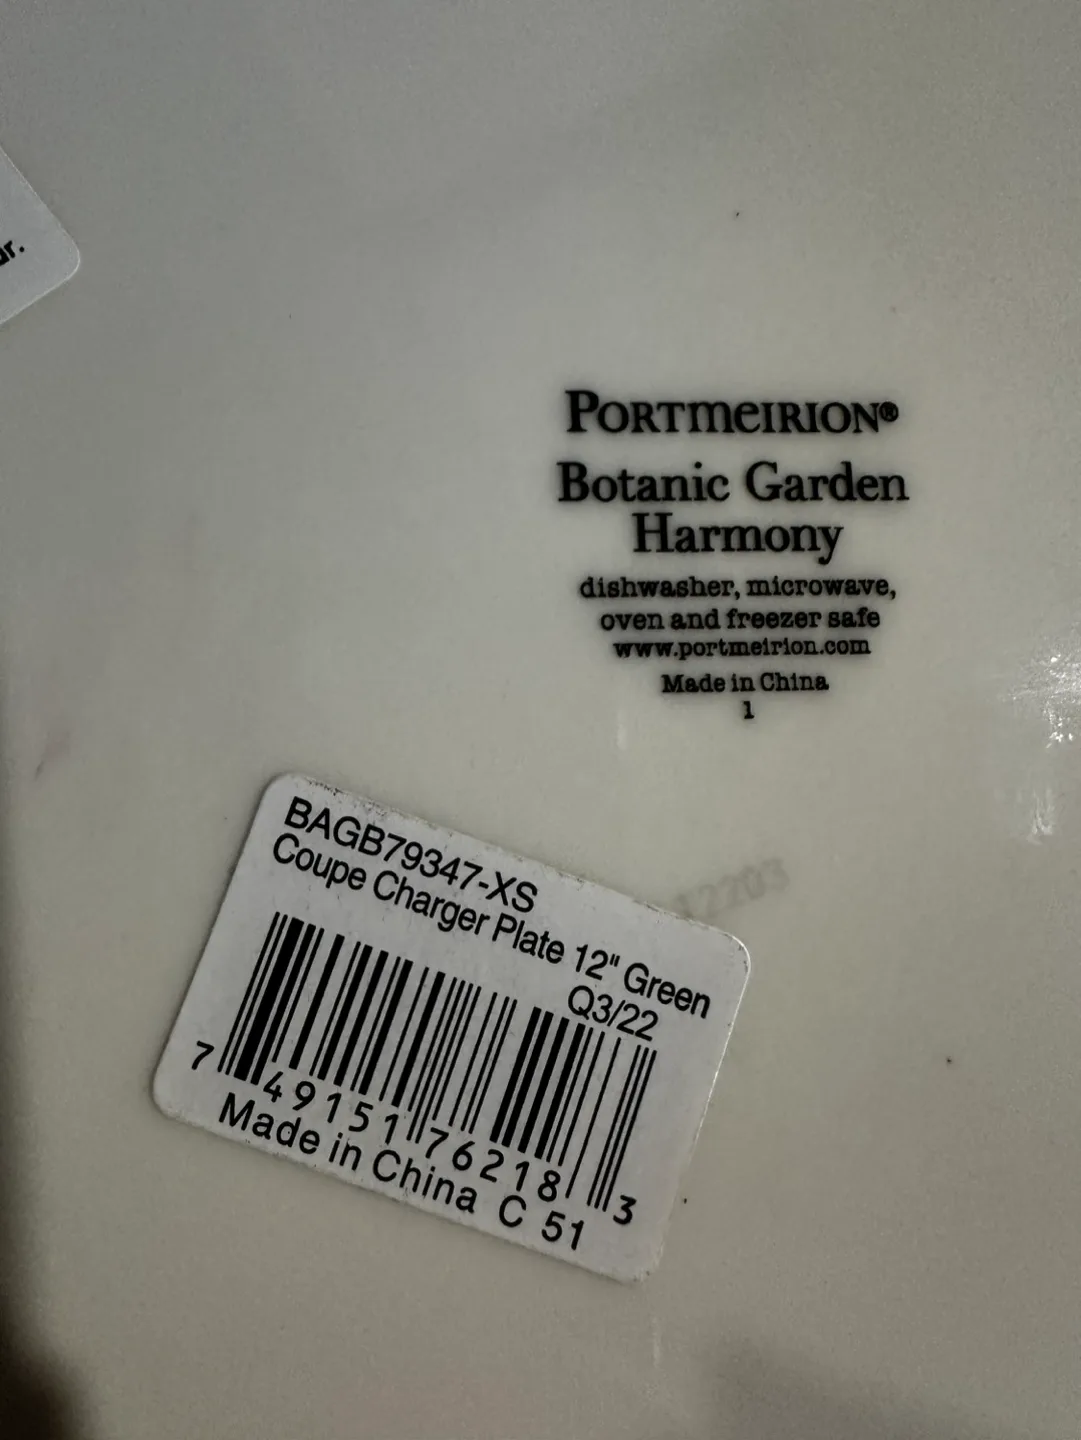 PORTMEIRION®
Botanic Garden
Harmony
dishwasher, microwave,
oven and freezer safe
www.portmeirion.com
Made in China
1
BAGB79347-XS
Coupe Charger Plate 12" Green
Q3/22
7 49151 76218 3
Made in China C 51